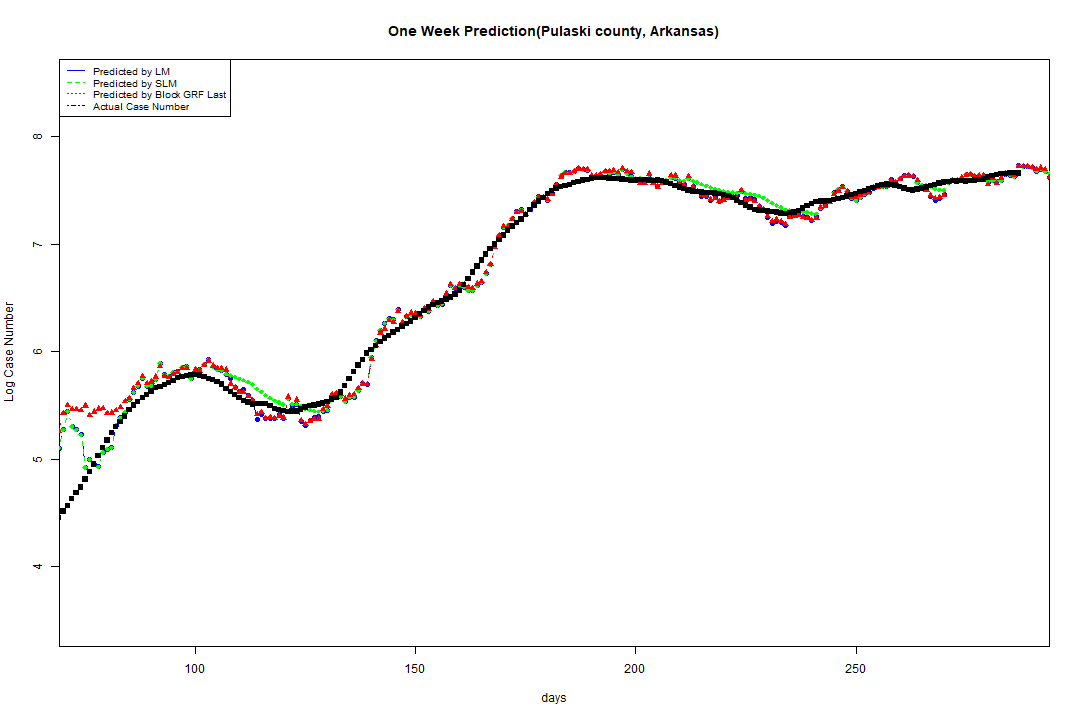 One Week Prediction(Pulaski county, Arkansas)
Predicted by LM
Predicted by SLM
Predicted by Block GRF Last
Actual Case Number
8
7
6
5
4
Log Case Number
100 150 200 250
days